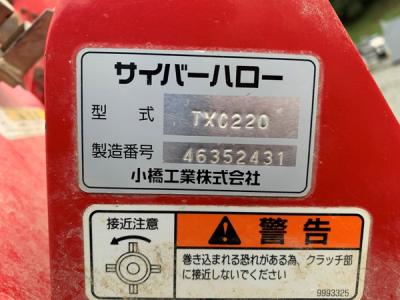 サイバーハロー
型式 TXC220
製造番号 46352431
小橋工業株式会社
接近注意
警告
巻き込まれる恐れがある為、クラッチ部
に接近しないでください
9993325